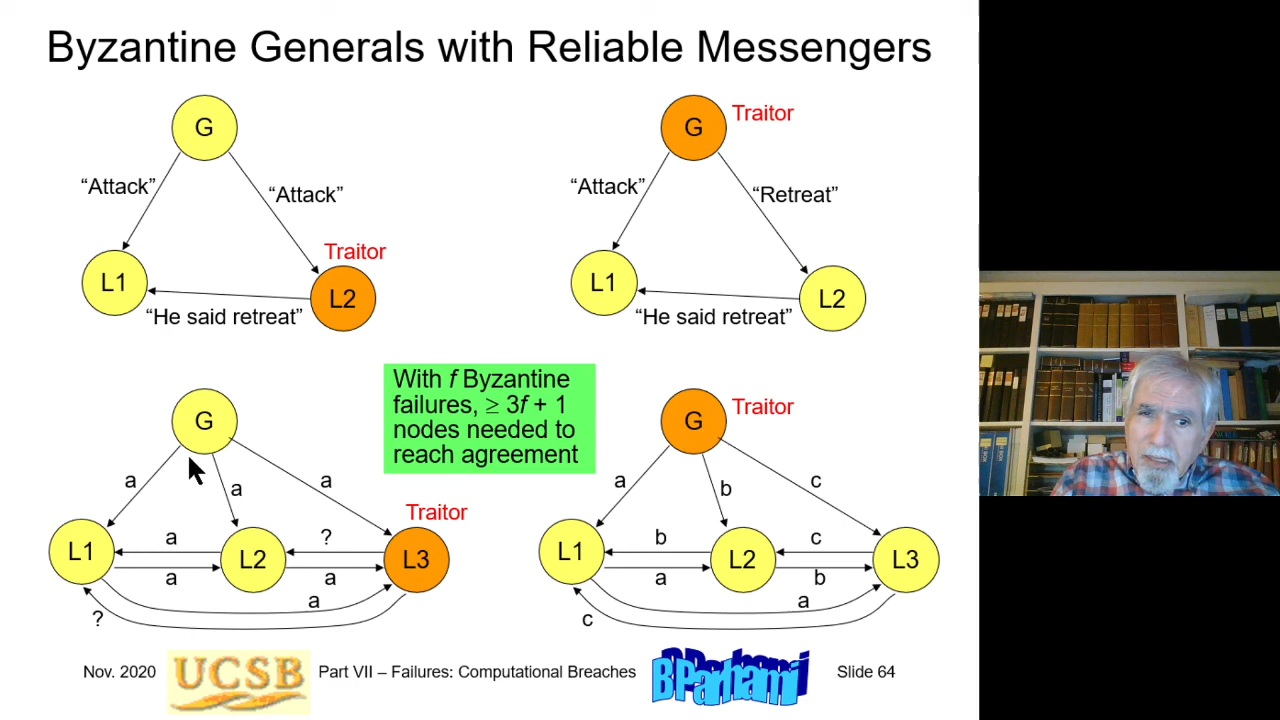 Byzantine Generals with Reliable Messengers
G
“Attack”
“Attack”
Traitor
L1
L2
“He said retreat”
G
Traitor
“Attack”
“Retreat”
L1
L2
“He said retreat”
With f Byzantine
failures, ≥ 3f + 1
nodes needed to
reach agreement
G
a
a
a
Traitor
L1
a
a
L2
?
a
L3
a
?
G
Traitor
a
b
c
L1
b
a
L2
c
b
L3
a
c
Nov. 2020
UCSB
Part VII – Failures: Computational Breaches
B Parhami
Slide 64